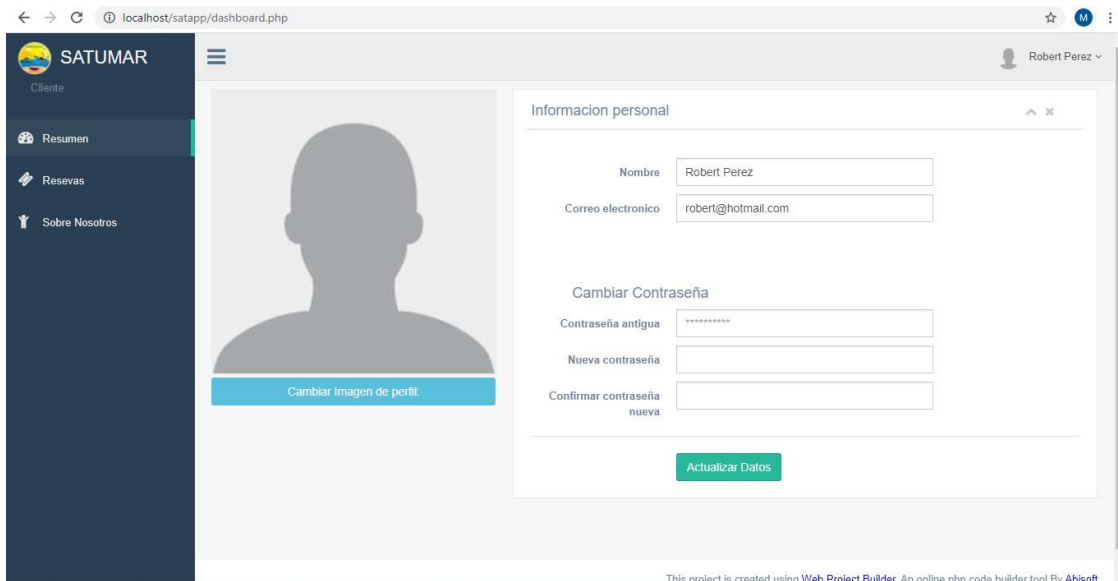 localhost/satapp/dashboard.php
M
SATUMAR
Cliente
Robert Perez
Resumen
Resevas
Sobre Nosotros
Cambiar Imagen de perfil:
Informacion personal
Nombre
Robert Perez
Correo electronico
robert@hotmail.com
Cambiar Contraseña
Contraseña antigua
**********
Nueva contraseña
Confirmar contraseña
nueva
Actualizar Datos
This project is created using Web Project Builder. An online php code builder tool By Abisoft